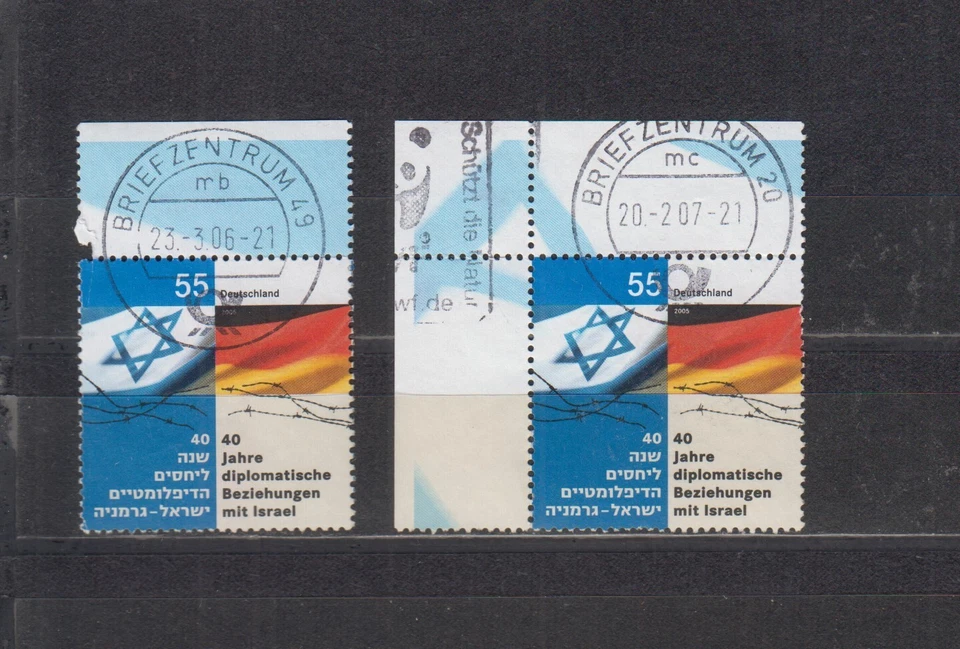 BRIEFZENTRUM 49
mb
23.-3.06-21
55
Deutschland
2005
40
שנה
ליחסים
הדיפלומטיים
ישראל-גרמניה
40
Jahre
diplomatische
Beziehungen
mit Israel
Schützt die Natur
wf.de
BRIEFZENTRUM 20
mc
20.-2 07-21
55
Deutschland
2005
40
שנה
ליחסים
הדיפלומטיים
ישראל-גרמניה
40
Jahre
diplomatische
Beziehungen
mit Israel